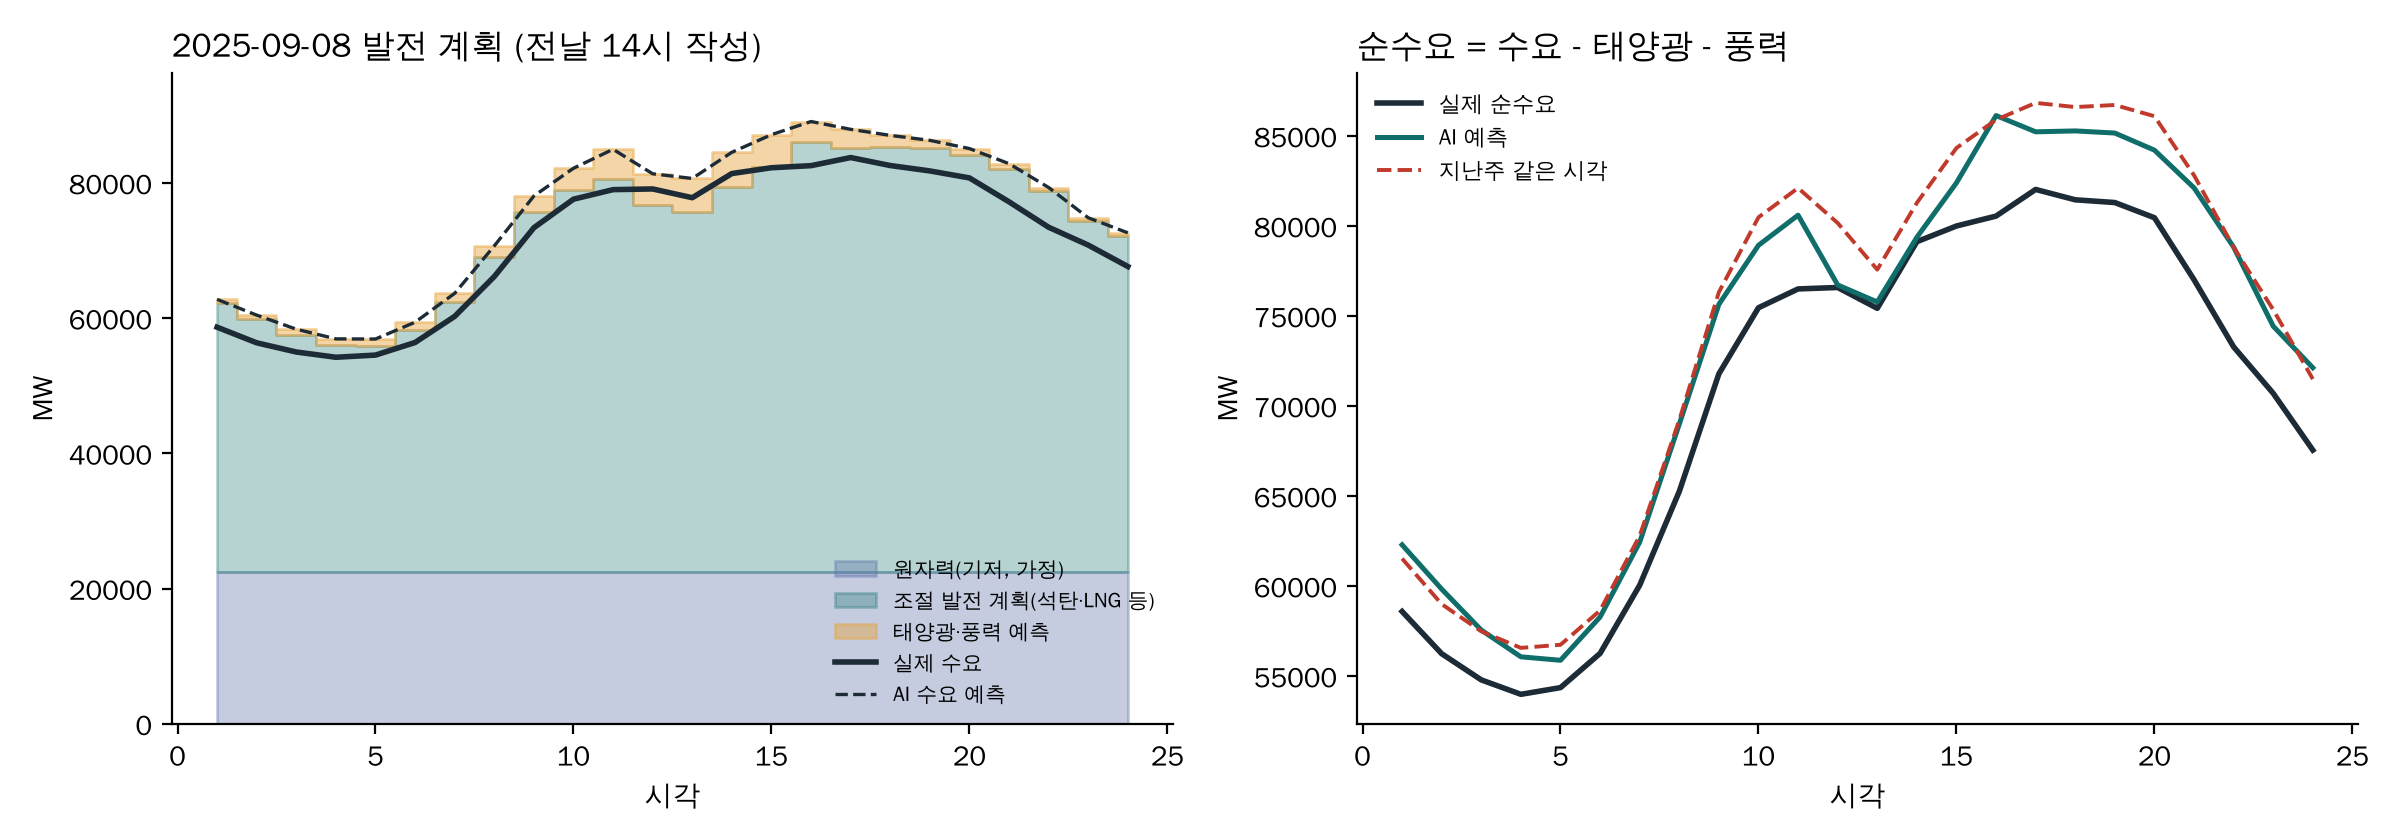 2025-09-08 발전 계획 (전날 14시 작성)
MW
80000
60000
40000
20000
0
0 5 10 15 20 25
시각
원자력(기저, 가정)
조절 발전 계획(석탄·LNG 등)
태양광·풍력 예측
실제 수요
AI 수요 예측
순수요 = 수요 - 태양광 - 풍력
실제 순수요
AI 예측
지난주 같은 시각
MW
85000
80000
75000
70000
65000
60000
55000
0 5 10 15 20 25
시각